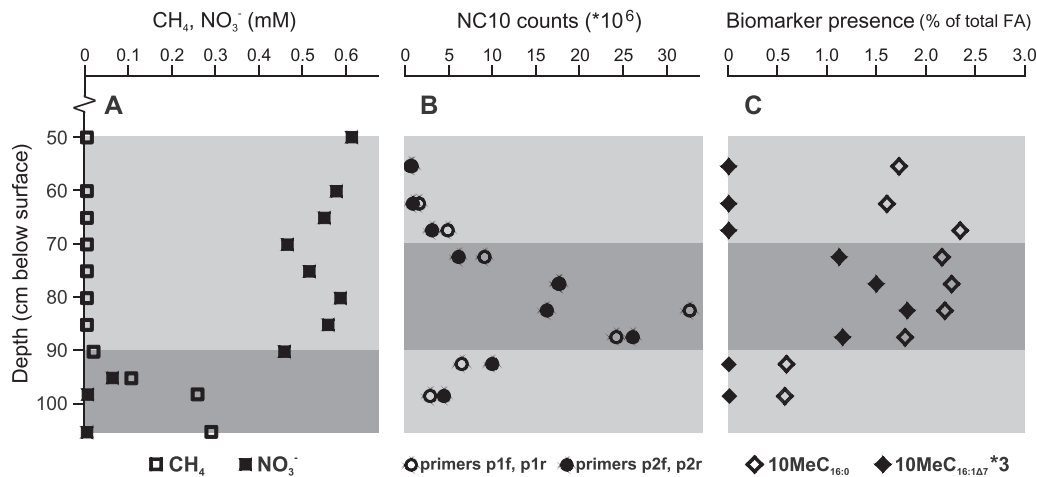 CH₄, NO₃⁻ (mM)
NC10 counts (*10⁶)
Biomarker presence (% of total FA)
0 0.1 0.2 0.3 0.4 0.5 0.6
0 5 10 15 20 25 30
0 0.5 1.0 1.5 2.0 2.5 3.0
A
B
C
Depth (cm below surface)
50
60
70
80
90
100
CH₄ NO₃⁻
primers p1f, p1r primers p2f, p2r
10MeC₁₆:₀ 10MeC₁₆:₁Δ₇*3